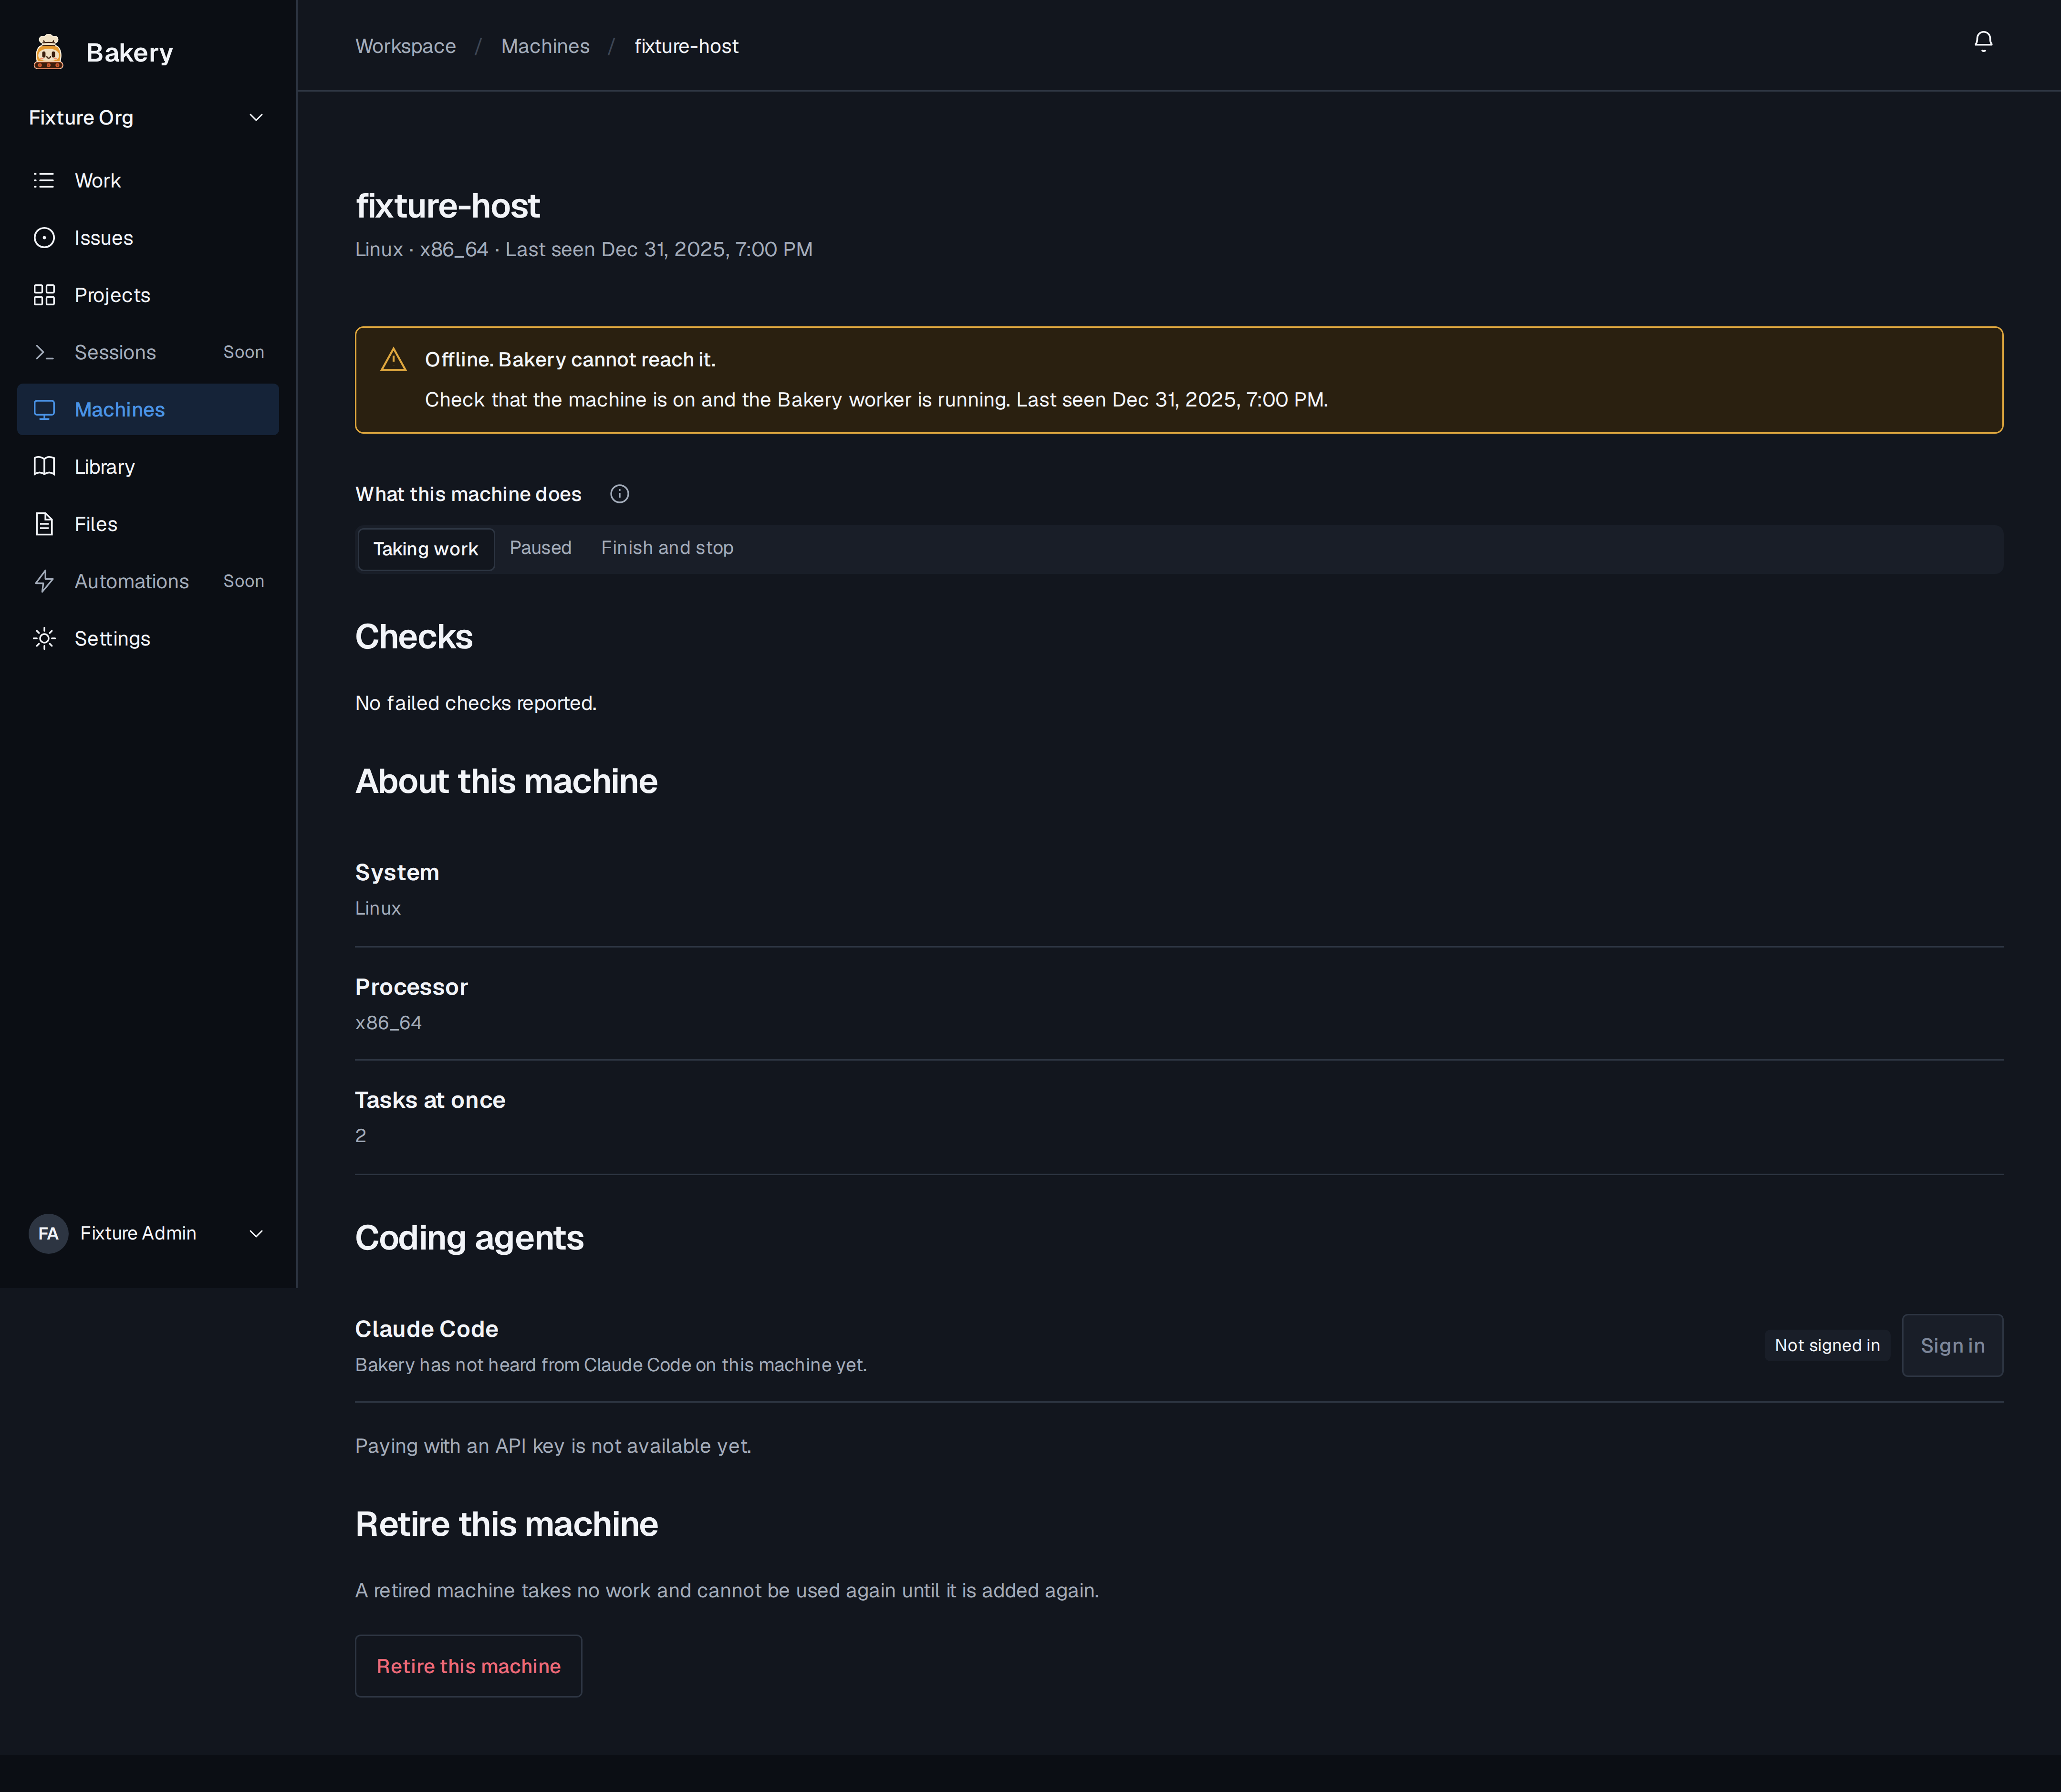 Bakery
Fixture Org
Work
Issues
Projects
Sessions Soon
Machines
Library
Files
Automations Soon
Settings
FA Fixture Admin
Workspace / Machines / fixture-host
fixture-host
Linux · x86_64 · Last seen Dec 31, 2025, 7:00 PM
Offline. Bakery cannot reach it.
Check that the machine is on and the Bakery worker is running. Last seen Dec 31, 2025, 7:00 PM.
What this machine does
Taking work Paused Finish and stop
Checks
No failed checks reported.
About this machine
System
Linux
Processor
x86_64
Tasks at once
2
Coding agents
Claude Code
Bakery has not heard from Claude Code on this machine yet.
Not signed in Sign in
Paying with an API key is not available yet.
Retire this machine
A retired machine takes no work and cannot be used again until it is added again.
Retire this machine